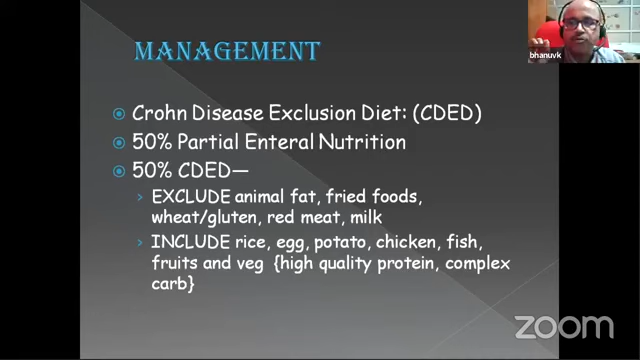 MANAGEMENT
bhanuvk
Crohn Disease Exclusion Diet: (CDED)
50% Partial Enteral Nutrition
50% CDED—
EXCLUDE animal fat, fried foods,
wheat/gluten, red meat, milk
INCLUDE rice, egg, potato, chicken, fish,
fruits and veg {high quality protein, complex
carb}
zoom